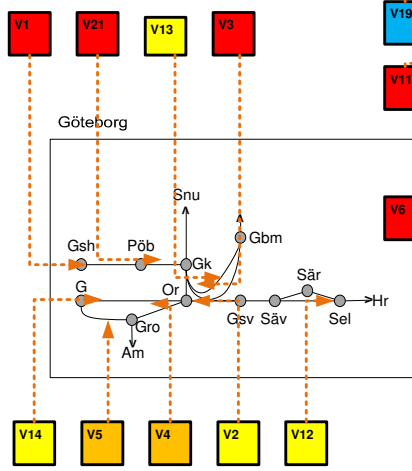 V1
V21
V13
V3
V19
V11
Göteborg
V6
Snu
Gsh
Pöb
Gk
Gbm
G
Or
Sär
Gro
Gsv
Säv
Sel
Hr
Am
V14
V5
V4
V2
V12